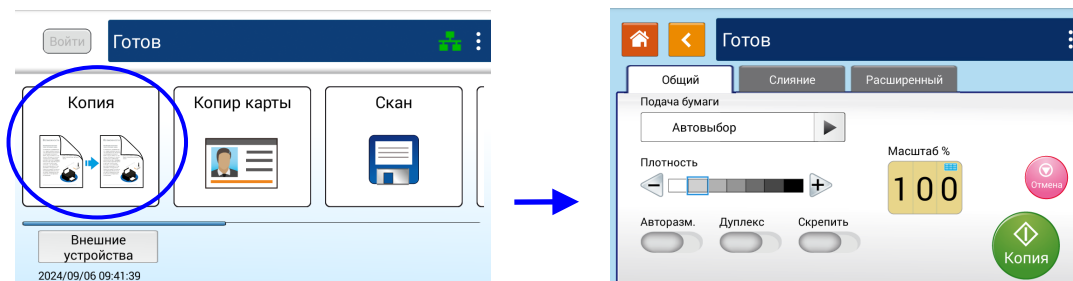 Войти
Готов
Копия
Копир карты
Скан
Внешние
устройства
2024/09/06 09:41:39
Готов
Общий
Слияние
Расширенный
Подача бумаги
Автовыбор
Плотность
Масштаб %
100
Отмена
Авторазм.
Дуплекс
Скрепить
Копия